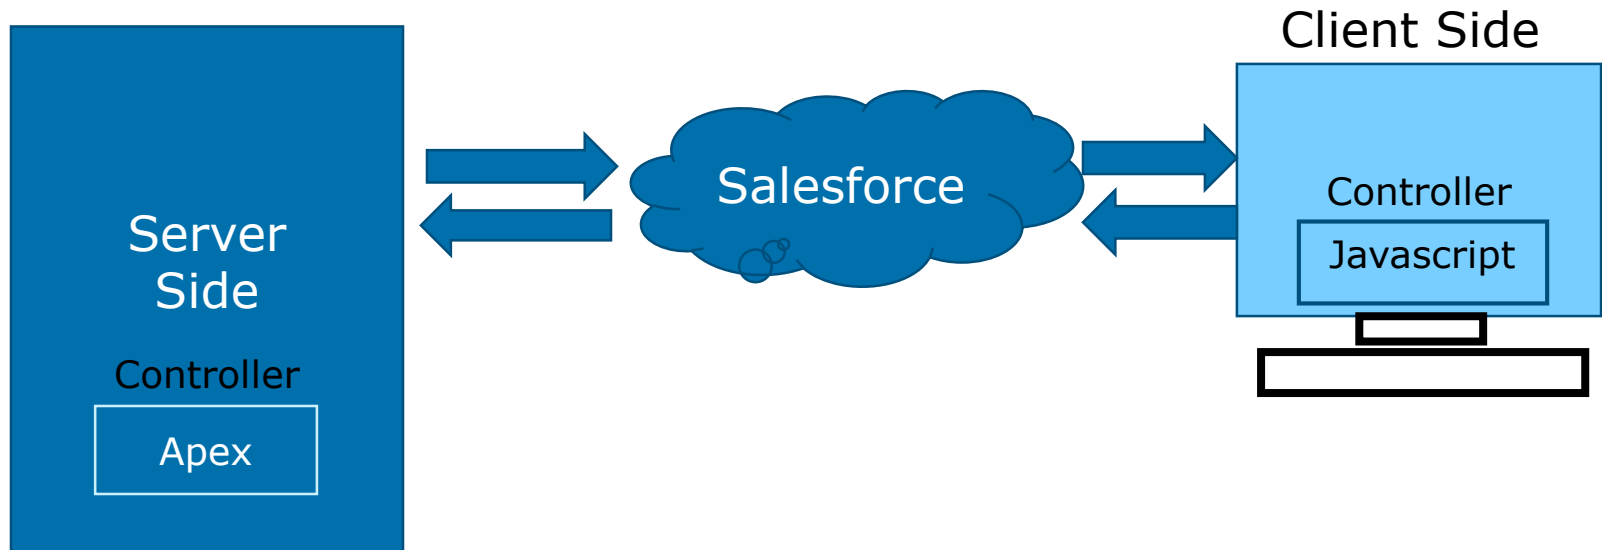 Server
Side
Controller
Apex
Salesforce
Client Side
Controller
Javascript